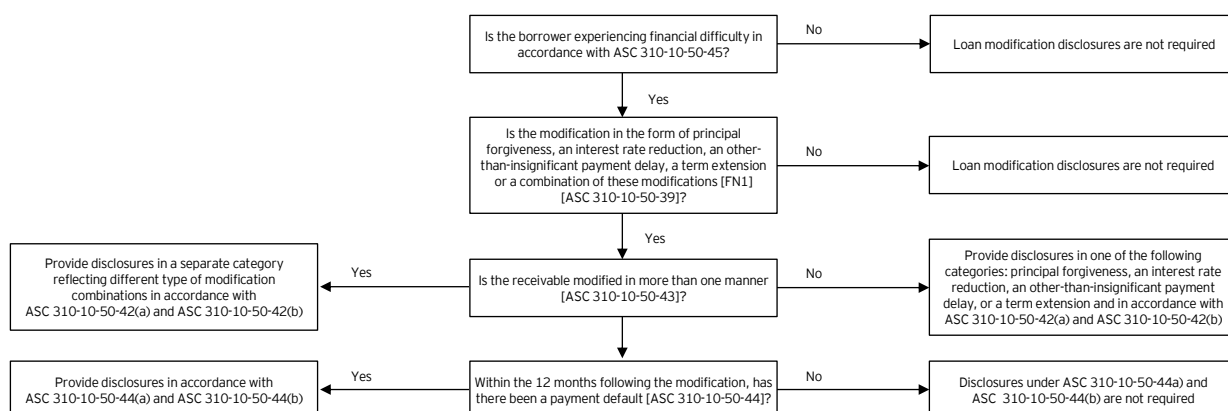 Is the borrower experiencing financial difficulty in
accordance with ASC 310-10-50-45?
No
Loan modification disclosures are not required
Yes
Is the modification in the form of principal
forgiveness, an interest rate reduction, an other-
than-insignificant payment delay, a term extension
or a combination of these modifications [FN1]
[ASC 310-10-50-39]?
No
Loan modification disclosures are not required
Yes
Provide disclosures in a separate category
reflecting different type of modification
combinations in accordance with
ASC 310-10-50-42(a) and ASC 310-10-50-42(b)
Yes
Is the receivable modified in more than one manner
[ASC 310-10-50-43]?
No
Provide disclosures in one of the following
categories: principal forgiveness, an interest rate
reduction, an other-than-insignificant payment
delay, or a term extension and in accordance with
ASC 310-10-50-42(a) and ASC 310-10-50-42(b)
Provide disclosures in accordance with
ASC 310-10-50-44(a) and ASC 310-10-50-44(b)
Yes
Within the 12 months following the modification, has
there been a payment default [ASC 310-10-50-44]?
No
Disclosures under ASC 310-10-50-44a) and
ASC 310-10-50-44(b) are not required